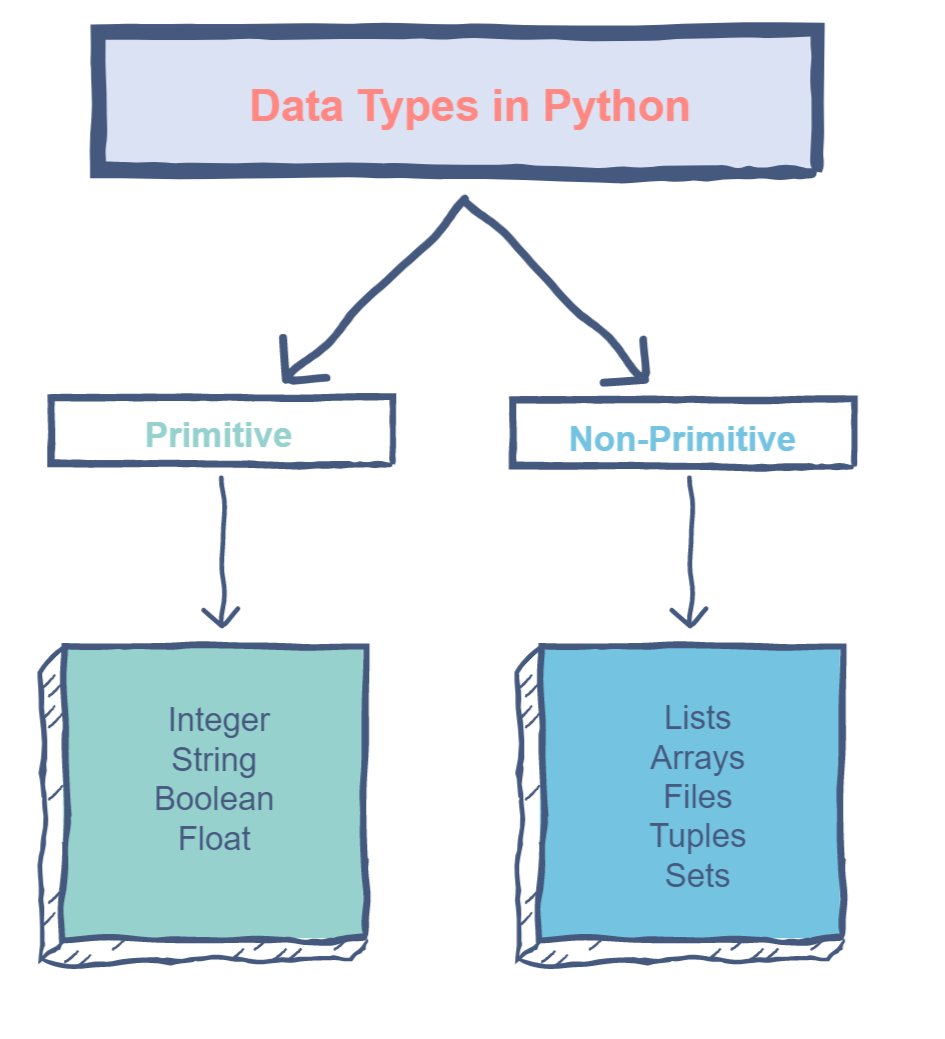 Data Types in Python
Primitive
Non-Primitive
Integer
String
Boolean
Float
Lists
Arrays
Files
Tuples
Sets